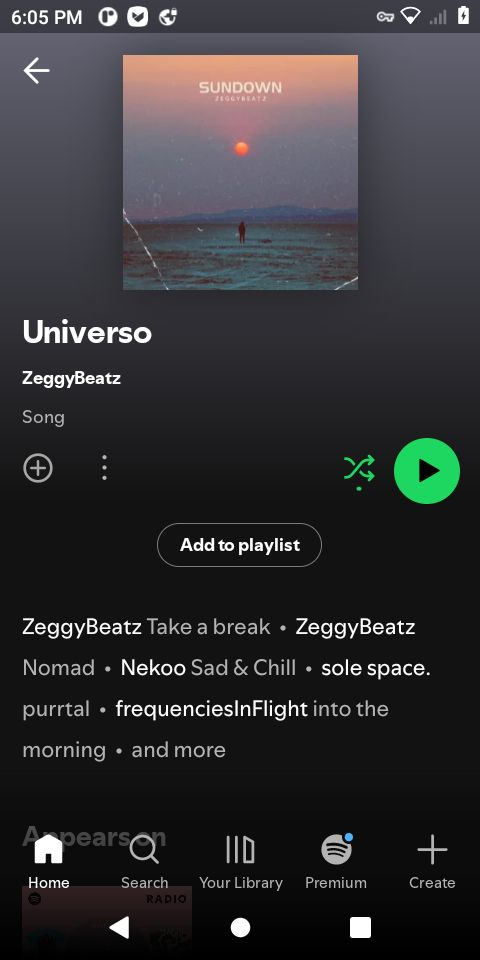 6:05 PM
SUNDOWN
ZEGGYBEATZ
Universo
ZeggyBeatz
Song
Add to playlist
ZeggyBeatz Take a break • ZeggyBeatz
Nomad • Nekoo Sad & Chill • sole space.
purrtal • frequenciesInFlight into the
morning • and more
Appears on
Home Search Your Library Premium Create
RADIO